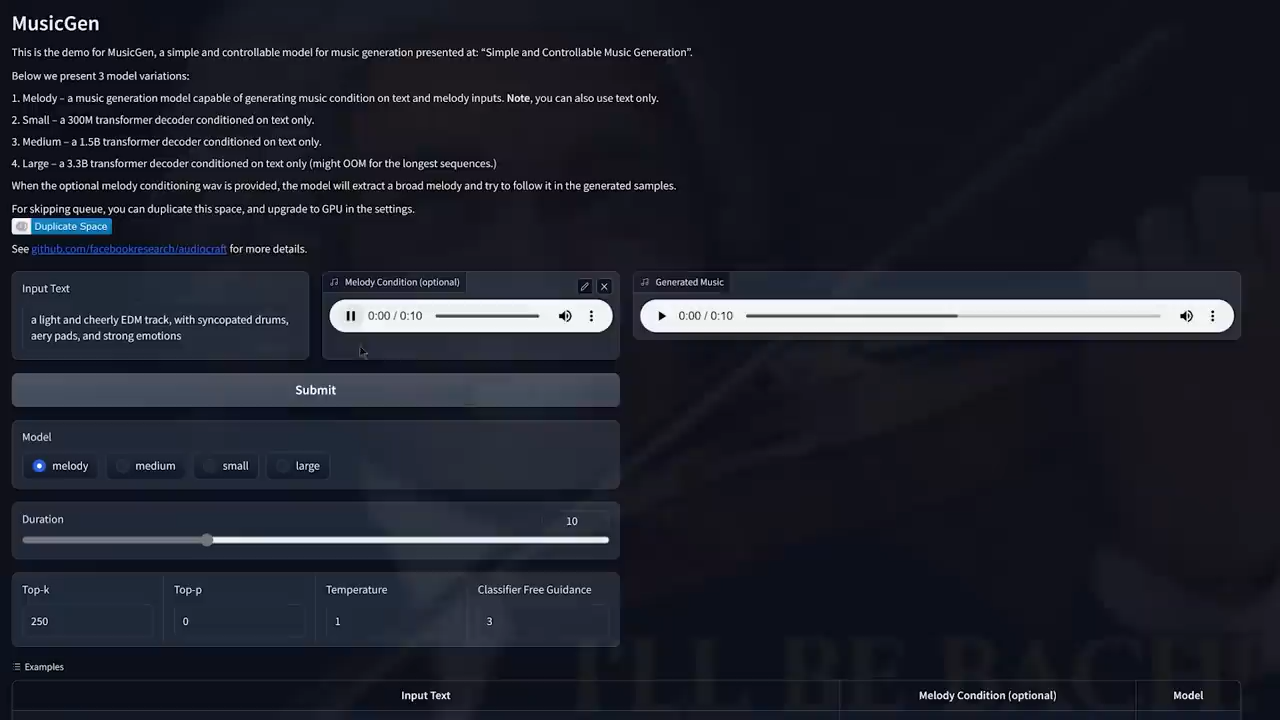 MusicGen
This is the demo for MusicGen, a simple and controllable model for music generation presented at: “Simple and Controllable Music Generation”.
Below we present 3 model variations:
1. Melody – a music generation model capable of generating music condition on text and melody inputs. Note, you can also use text only.
2. Small – a 300M transformer decoder conditioned on text only.
3. Medium – a 1.5B transformer decoder conditioned on text only.
4. Large – a 3.3B transformer decoder conditioned on text only (might OOM for the longest sequences.)
When the optional melody conditioning wav is provided, the model will extract a broad melody and try to follow it in the generated samples.
For skipping queue, you can duplicate this space, and upgrade to GPU in the settings.
Duplicate Space
See github.com/facebookresearch/audiocraft for more details.
Input Text
a light and cheerly EDM track, with syncopated drums,
aery pads, and strong emotions
Melody Condition (optional)
0:00 / 0:10
Generated Music
0:00 / 0:10
Submit
Model
melody medium small large
Duration
10
Top-k Top-p Temperature Classifier Free Guidance
250 0 1 3
I'LL BE BACH!
Examples
Input Text Melody Condition (optional) Model